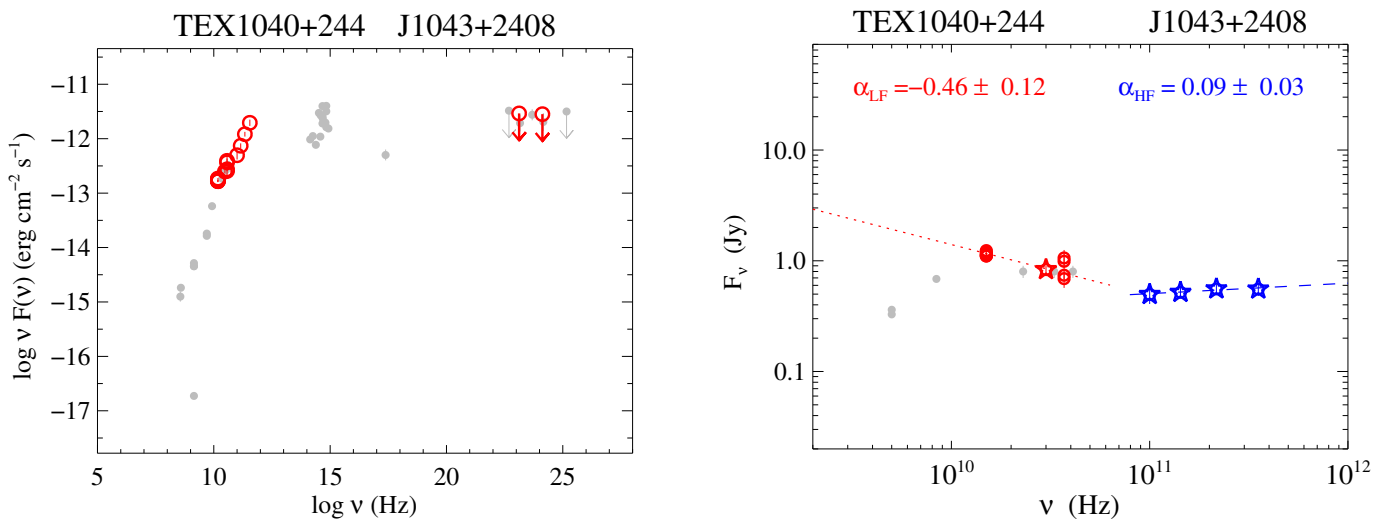 TEX1040+244 J1043+2408
log ν F(ν) (erg cm⁻² s⁻¹)
−11
−12
−13
−14
−15
−16
−17
5 10 15 20 25
log ν (Hz)
TEX1040+244 J1043+2408
α_LF =−0.46 ± 0.12 α_HF = 0.09 ± 0.03
F_ν (Jy)
10.0
1.0
0.1
10¹⁰ 10¹¹ 10¹²
ν (Hz)